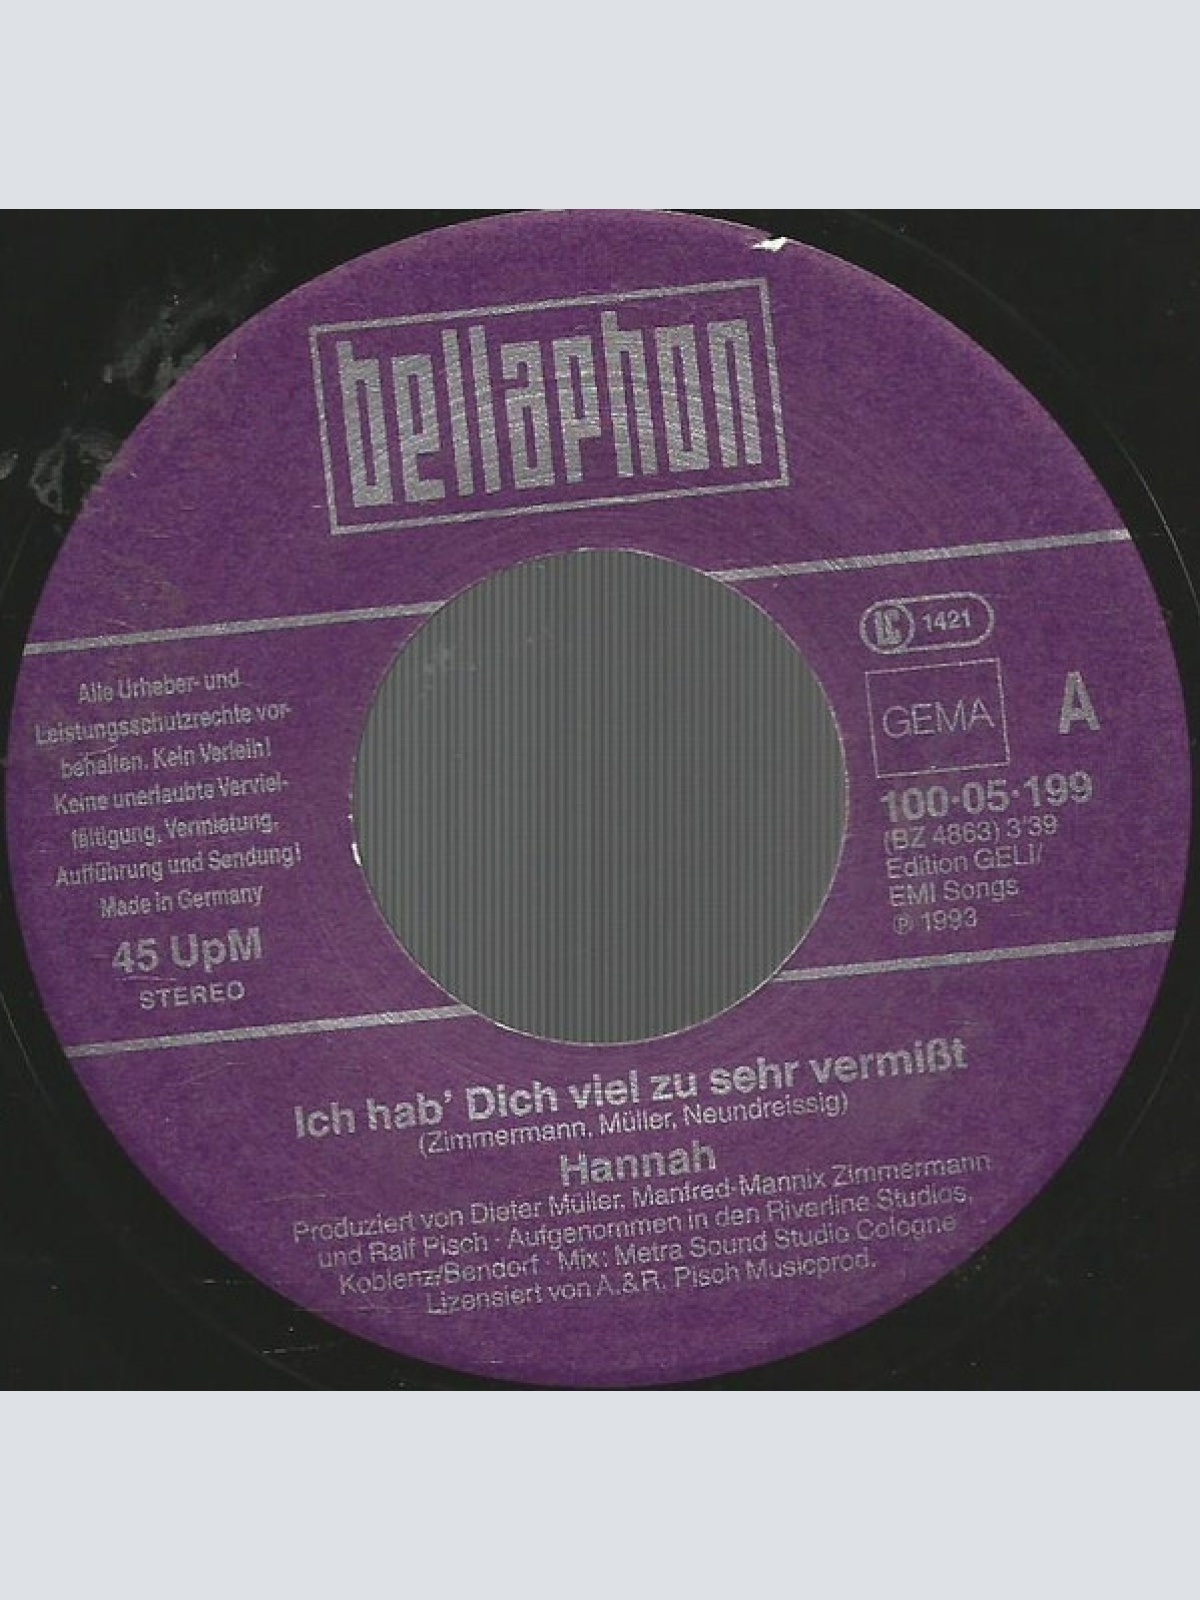 bellaphon
LC 1421
GEMA
A
100·05·199
(BZ 4863) 3'39
Edition GELI/
EMI Songs
℗ 1993
Alle Urheber- und
Leistungsschutzrechte vor-
behalten. Kein Verleih!
Keine unerlaubte Verviel-
fältigung, Vermietung,
Aufführung und Sendung!
Made in Germany
45 UpM
STEREO
Ich hab' Dich viel zu sehr vermißt
(Zimmermann, Müller, Neundreissig)
Hannah
Produziert von Dieter Müller, Manfred-Mannix Zimmermann
und Ralf Pisch · Aufgenommen in den Riverline Studios,
Koblenz/Bendorf · Mix: Metra Sound Studio Cologne
Lizensiert von A.&R. Pisch Musicprod.